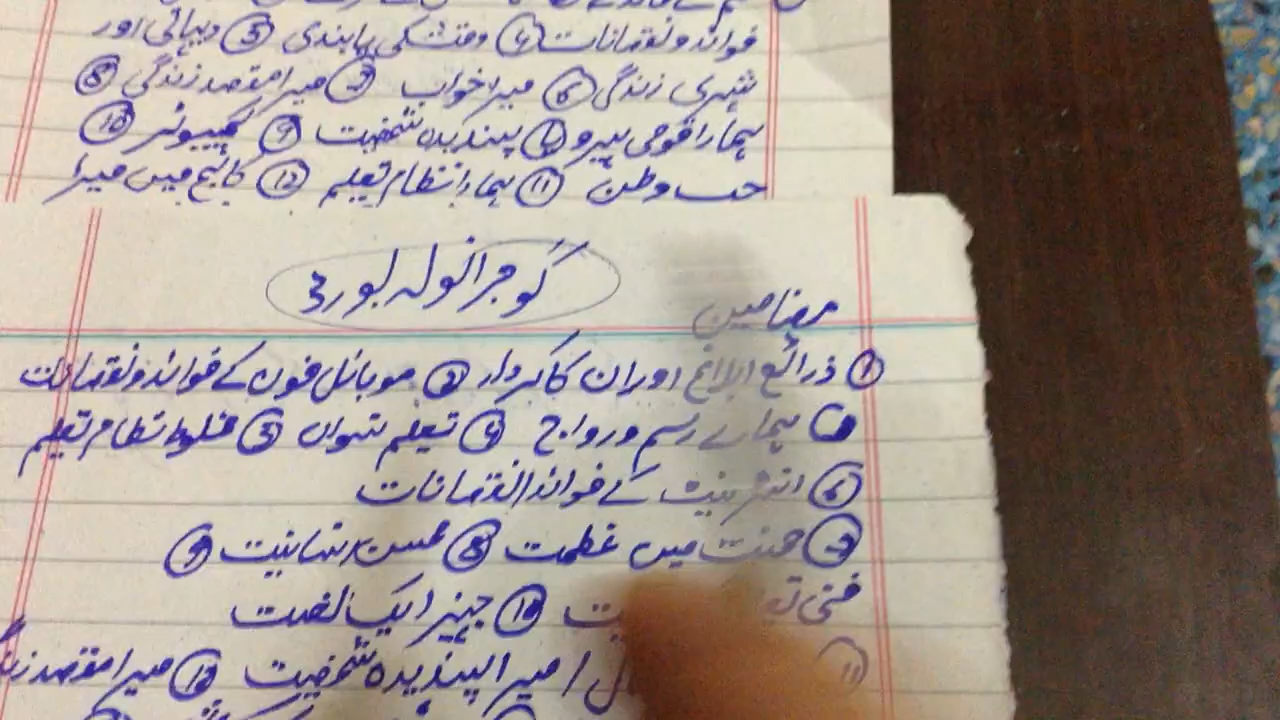 فوائد و نقصانات ④ وقت کی پابندی ⑤ دیہاتی اور
شہری زندگی ⑥ میرا خواب ⑦ میرا مقصد زندگی ⑧
ہمارا قومی ہیرو پسندیدہ شخصیت ⑨ کمپیوٹر ⑩
حب وطن ⑪ ہمارا نظام تعلیم ⑫ کالج میں میرا
گوجرانوالہ بورڈ
مضامین
① ذرائع ابلاغ اور ان کا کردار ② موبائل فون کے فوائد و نقصانات
ہمارے رسم و رواج ④ تعلیم نسواں ⑤ مخلوط نظام تعلیم
⑥ انٹرنیٹ کے فوائد نقصانات
⑦ محنت میں عظمت ⑧ محسن انسانیت ⑨
فنی
⑩ جہیز ایک لعنت
⑪ / میرا پسندیدہ شخصیت ⑫ میرا مقصد